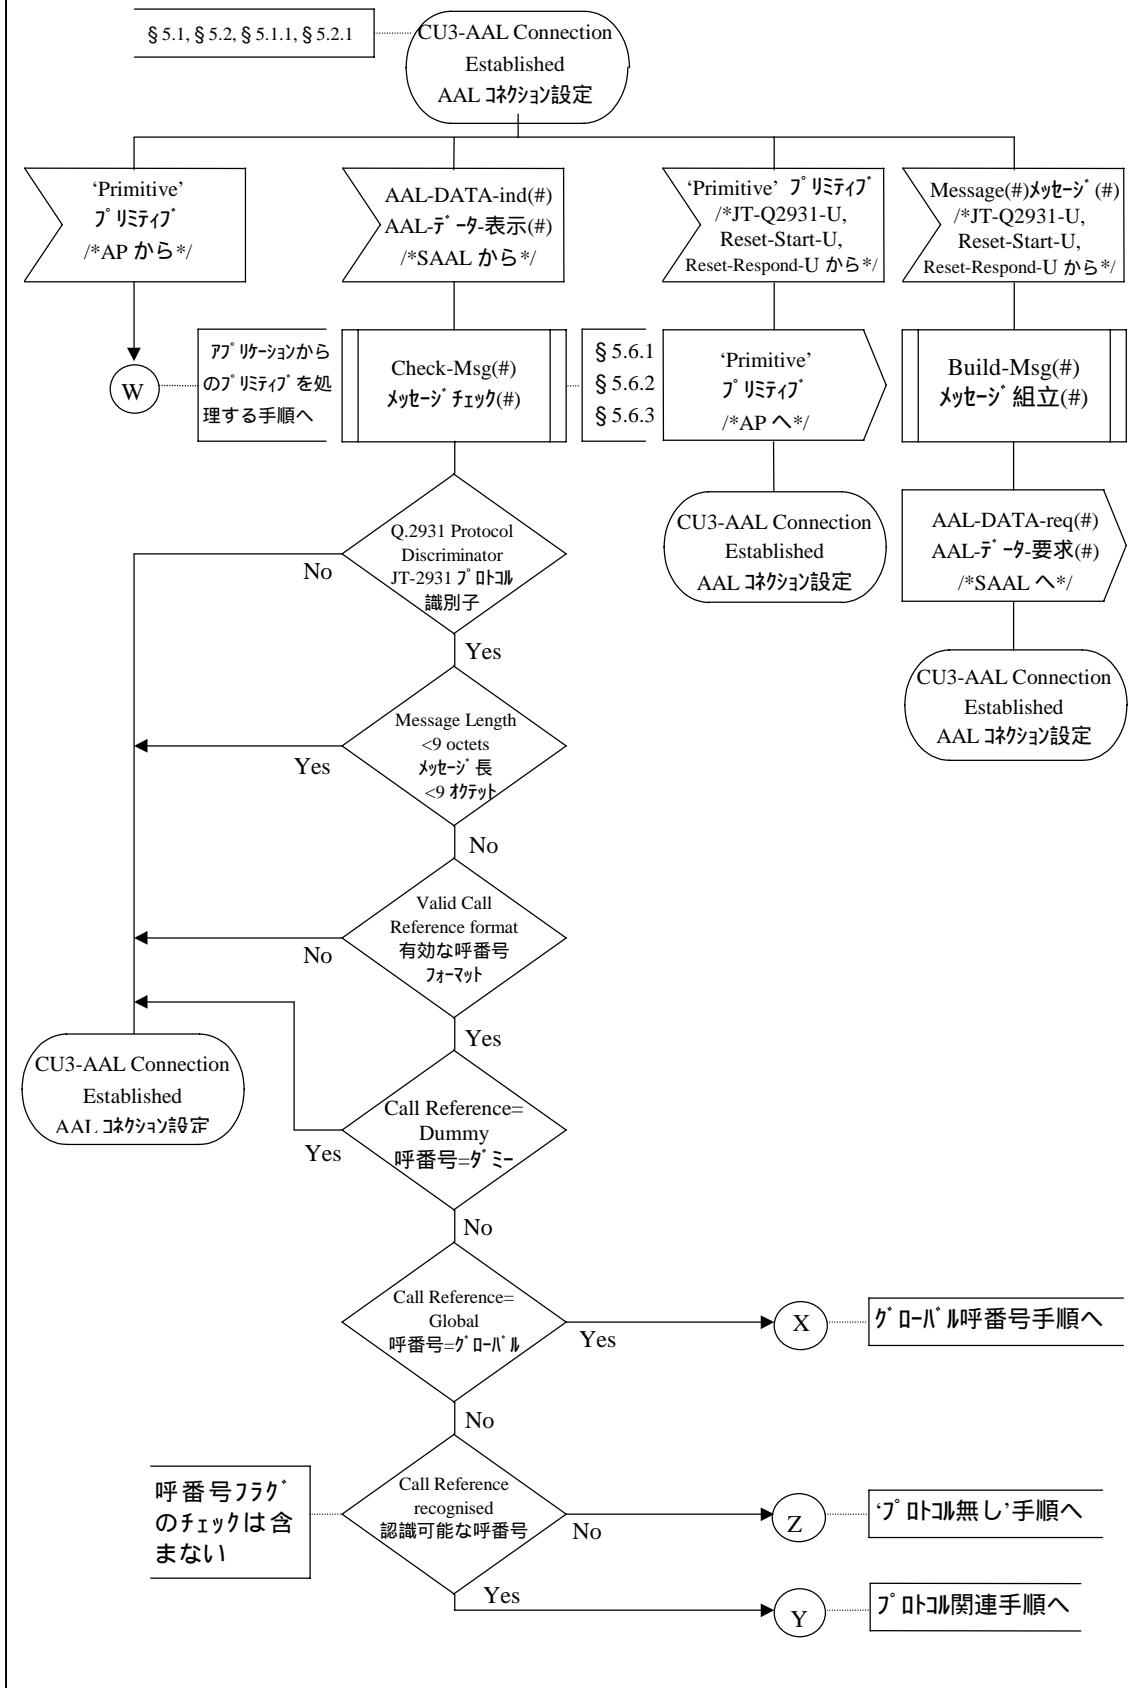 §5.1, §5.2, §5.1.1, §5.2.1
CU3-AAL Connection
Established
AAL ｺﾈｸｼｮﾝ設定
‘Primitive’
ﾌﾟﾘﾐﾃｨﾌﾞ
/*AP から*/
AAL-DATA-ind(#)
AAL-ﾃﾞｰﾀ-表示(#)
/*SAAL から*/
‘Primitive’ ﾌﾟﾘﾐﾃｨﾌﾞ
/*JT-Q2931-U,
Reset-Start-U,
Reset-Respond-U から*/
Message(#)ﾒｯｾｰｼﾞ(#)
/*JT-Q2931-U,
Reset-Start-U,
Reset-Respond-U から*/
W
ｱﾌﾟﾘｹｰｼｮﾝから
のﾌﾟﾘﾐﾃｨﾌﾞを処
理する手順へ
Check-Msg(#)
ﾒｯｾｰｼﾞﾁｪｯｸ(#)
§5.6.1
§5.6.2
§5.6.3
‘Primitive’
ﾌﾟﾘﾐﾃｨﾌﾞ
/*AP へ*/
Build-Msg(#)
ﾒｯｾｰｼﾞ組立(#)
CU3-AAL Connection
Established
AAL ｺﾈｸｼｮﾝ設定
AAL-DATA-req(#)
AAL-ﾃﾞｰﾀ-要求(#)
/*SAAL へ*/
CU3-AAL Connection
Established
AAL ｺﾈｸｼｮﾝ設定
Q.2931 Protocol
Discriminator
JT-2931 ﾌﾟﾛﾄｺﾙ
識別子
No
Yes
Message Length
<9 octets
ﾒｯｾｰｼﾞ長
<9 ｵｸﾃｯﾄ
Yes
No
Valid Call
Reference format
有効な呼番号
ﾌｫｰﾏｯﾄ
No
Yes
CU3-AAL Connection
Established
AAL ｺﾈｸｼｮﾝ設定
Call Reference=
Dummy
呼番号=ﾀﾞﾐｰ
Yes
No
Call Reference=
Global
呼番号=ｸﾞﾛｰﾊﾞﾙ
Yes
X
ｸﾞﾛｰﾊﾞﾙ呼番号手順へ
No
呼番号ﾌﾗｸﾞ
のﾁｪｯｸは含
まない
Call Reference
recognised
認識可能な呼番号
No
Z
‘ﾌﾟﾛﾄｺﾙ無し’手順へ
Yes
Y
ﾌﾟﾛﾄｺﾙ関連手順へ